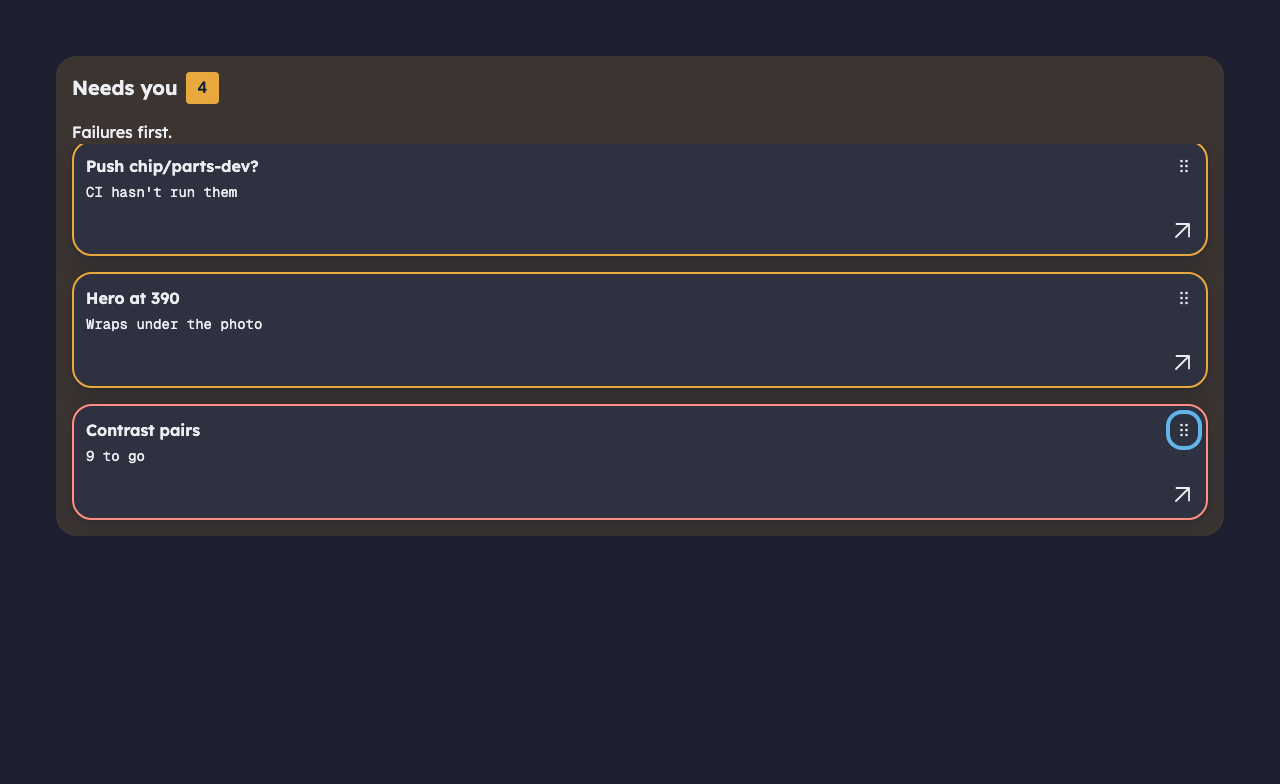 Needs you 4
Failures first.
Push chip/parts-dev?
CI hasn't run them
Hero at 390
Wraps under the photo
Contrast pairs
9 to go